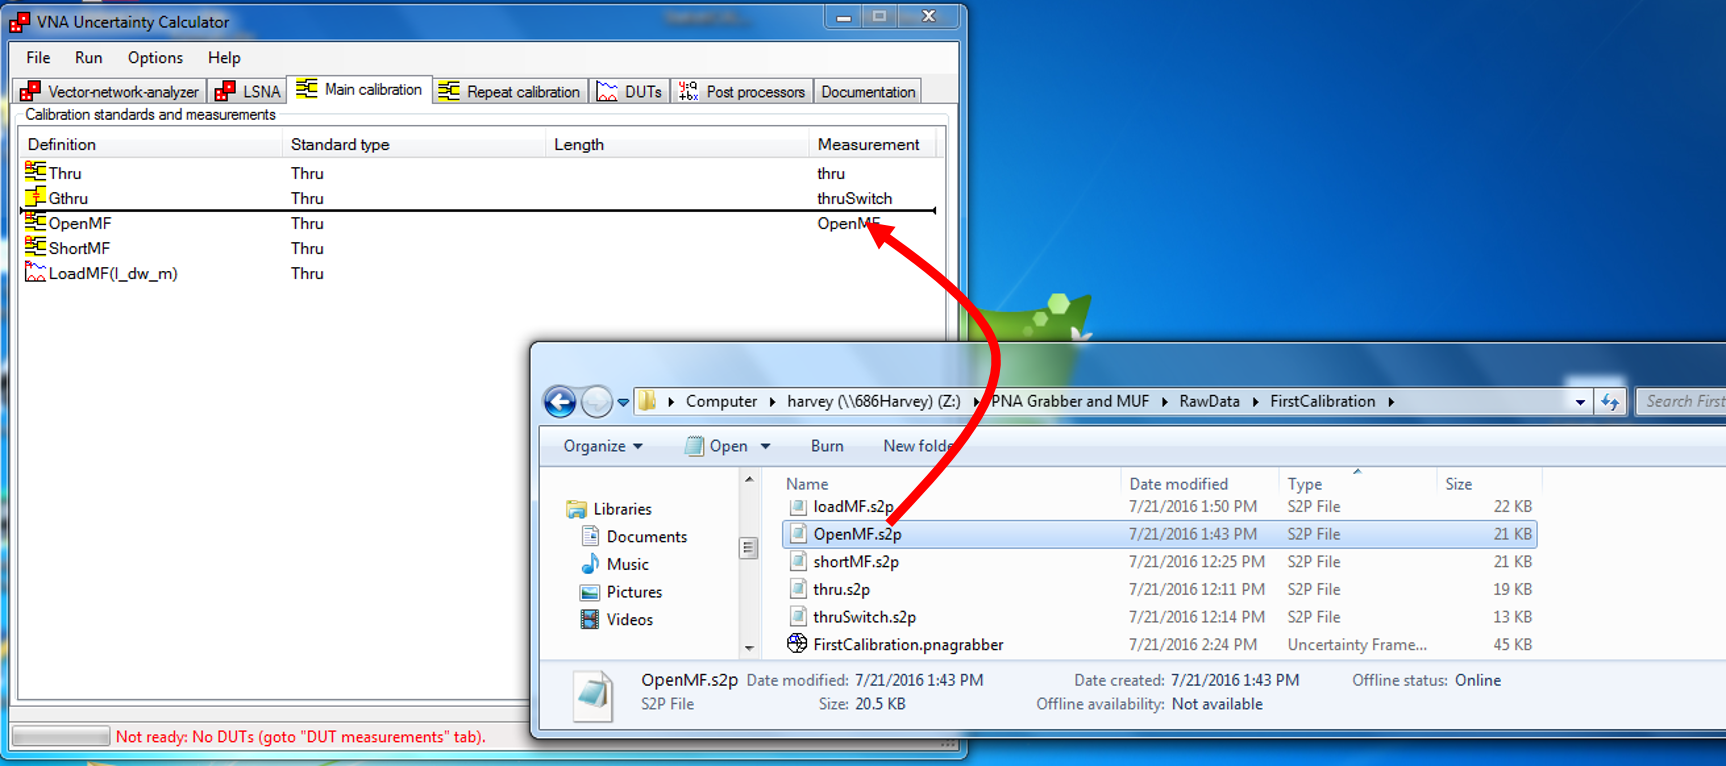 VNA Uncertainty Calculator
File Run Options Help
Vector-network-analyzer LSNA Main calibration Repeat calibration DUTs Post processors Documentation
Calibration standards and measurements
Definition Standard type Length Measurement
Thru Thru thru
Gthru Thru thruSwitch
OpenMF Thru OpenMF
ShortMF Thru
LoadMF(l_dw_m) Thru
Computer harvey (\\686Harvey) (Z:) PNA Grabber and MUF RawData FirstCalibration Search First
Organize Open Burn New folde
Name Date modified Type Size
loadMF.s2p 7/21/2016 1:50 PM S2P File 22 KB
Libraries
OpenMF.s2p 7/21/2016 1:43 PM S2P File 21 KB
Documents
shortMF.s2p 7/21/2016 12:25 PM S2P File 21 KB
Music
thru.s2p 7/21/2016 12:11 PM S2P File 19 KB
Pictures
thruSwitch.s2p 7/21/2016 12:14 PM S2P File 13 KB
Videos
FirstCalibration.pnagrabber 7/21/2016 2:24 PM Uncertainty Frame... 45 KB
OpenMF.s2p Date modified: 7/21/2016 1:43 PM Date created: 7/21/2016 1:43 PM Offline status: Online
S2P File Size: 20.5 KB Offline availability: Not available
Not ready: No DUTs (goto "DUT measurements" tab).